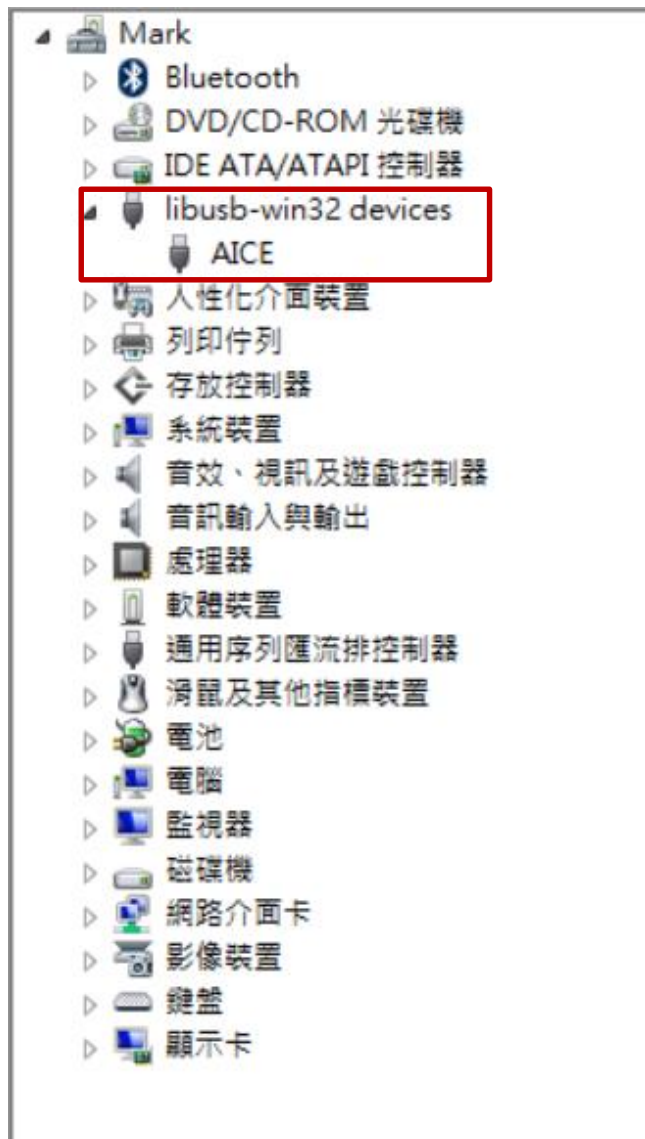 Mark
Bluetooth
DVD/CD-ROM 光碟機
IDE ATA/ATAPI 控制器
libusb-win32 devices
AICE
人性化介面裝置
列印佇列
存放控制器
系統裝置
音效、視訊及遊戲控制器
音訊輸入與輸出
處理器
軟體裝置
通用序列匯流排控制器
滑鼠及其他指標裝置
電池
電腦
監視器
磁碟機
網路介面卡
影像裝置
鍵盤
顯示卡